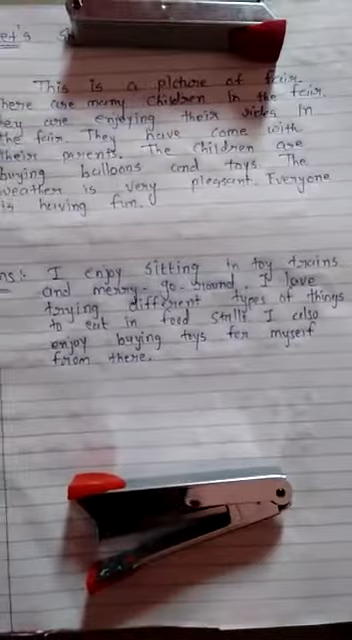 et's s
This is a picture of fair.
here are many children in the fair.
ey are enjoying their rides in
the fair. They have come with
their parents. The children are
buying balloons and toys. The
weather is very pleasant. Everyone
is having fun.
ns:- I enjoy sitting in toy trains
and merry-go-round. I love
trying different types of things
to eat in food stalls. I also
enjoy buying toys for myself
from there.